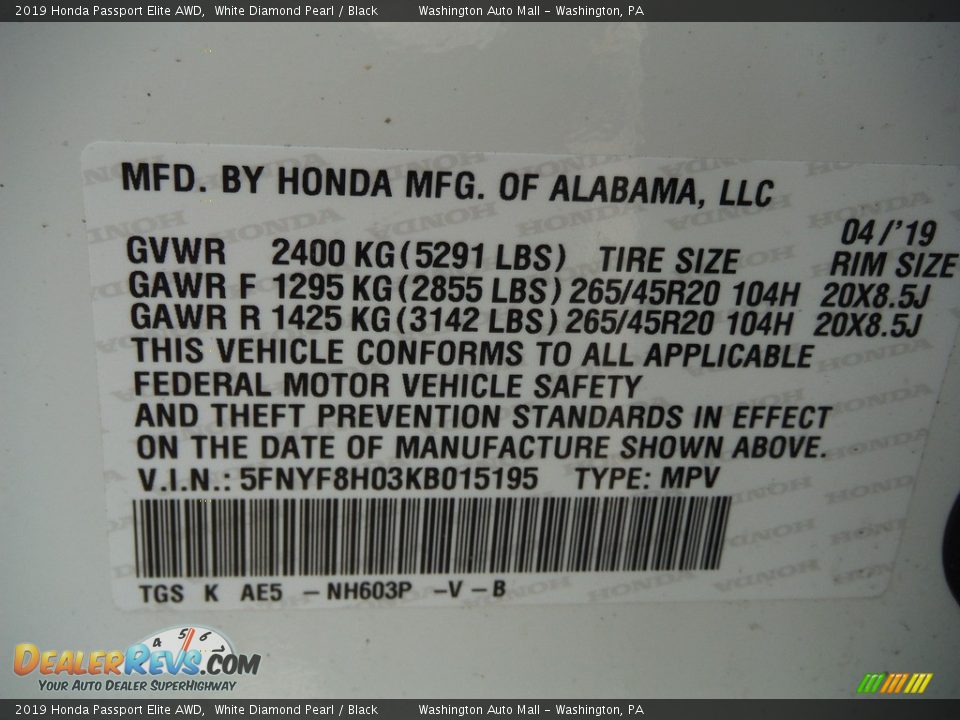 2019 Honda Passport Elite AWD, White Diamond Pearl / Black Washington Auto Mall - Washington, PA
MFD. BY HONDA MFG. OF ALABAMA, LLC
04/'19
GVWR 2400 KG (5291 LBS) TIRE SIZE RIM SIZE
GAWR F 1295 KG (2855 LBS) 265/45R20 104H 20X8.5J
GAWR R 1425 KG (3142 LBS) 265/45R20 104H 20X8.5J
THIS VEHICLE CONFORMS TO ALL APPLICABLE
FEDERAL MOTOR VEHICLE SAFETY
AND THEFT PREVENTION STANDARDS IN EFFECT
ON THE DATE OF MANUFACTURE SHOWN ABOVE.
V.I.N.: 5FNYF8H03KB015195 TYPE: MPV
TGS K AE5 -NH603P -V-B
4 5 6
DEALERREVS.COM
YOUR AUTO DEALER SUPERHIGHWAY
2019 Honda Passport Elite AWD, White Diamond Pearl / Black Washington Auto Mall - Washington, PA